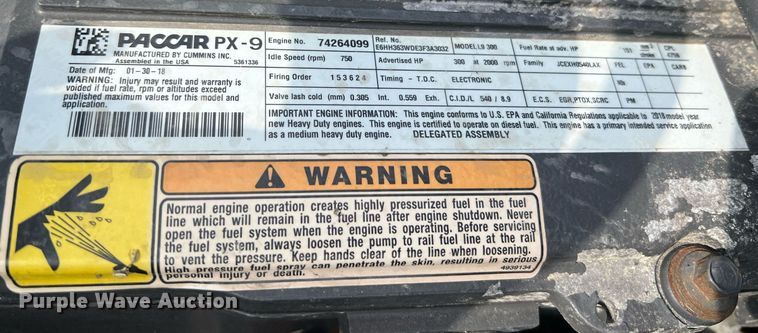 PACCAR PX-9
MANUFACTURED BY CUMMINS INC.
Assembled in USA 5361336
Date of Mfg. 01-30-18
WARNING: Injury may result and warranty
is voided if fuel rate, rpm or altitudes exceed
published maximum values for this model and
application.
Engine No. 74264099 Ref. No. E6HH363WDE3F3A3032 MODEL: L9 300 Fuel Rate at adv. HP 151
Idle Speed (rpm) 750 Advertised HP 300 at 2000 rpm Family JCEXH0540LAX FEL EPA CARB
Firing Order 153624 Timing - T.D.C. ELECTRONIC
Valve lash cold (mm) 0.305 Int. 0.559 Exh. C.I.D./L 540 / 8.9 E.C.S. EGR,PTOX,SCRC PM
IMPORTANT ENGINE INFORMATION: This engine conforms to U.S. EPA and California Regulations applicable to 2018 model year
new Heavy Duty engines. This engine is certified to operate on diesel fuel. This engine has a primary intended service application
as a medium heavy duty engine. DELEGATED ASSEMBLY
WARNING
Normal engine operation creates highly pressurized fuel in the fuel
line which will remain in the fuel line after engine shutdown. Never
open the fuel system when the engine is operating. Before servicing
the fuel system, always loosen the pump to rail fuel line at the rail
to vent the pressure. Keep hands clear of the line when loosening.
High pressure fuel spray can penetrate the skin, resulting in serious
personal injury or death. 4939134
Purple Wave Auction